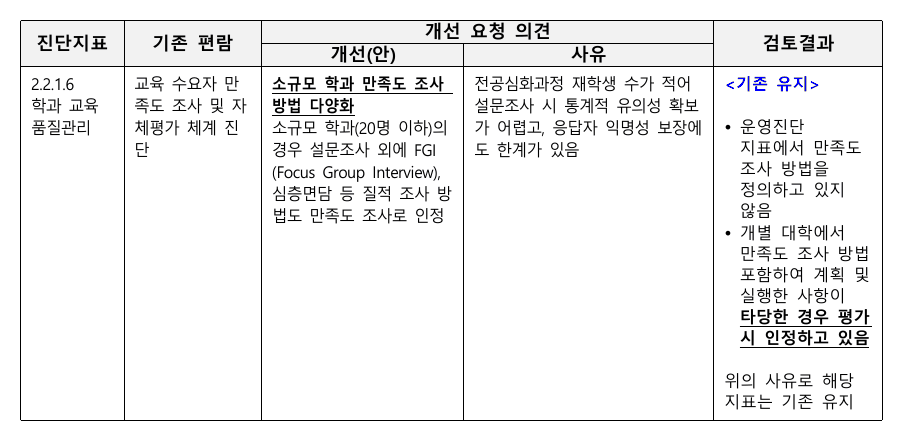 진단지표
기존 편람
개선 요청 의견
개선(안)
사유
검토결과
2.2.1.6
학과 교육
품질관리
교육 수요자 만
족도 조사 및 자
체평가 체계 진
단
소규모 학과 만족도 조사
방법 다양화
소규모 학과(20명 이하)의
경우 설문조사 외에 FGI
(Focus Group Interview),
심층면담 등 질적 조사 방
법도 만족도 조사로 인정
전공심화과정 재학생 수가 적어
설문조사 시 통계적 유의성 확보
가 어렵고, 응답자 익명성 보장에
도 한계가 있음
<기존 유지>
• 운영진단
지표에서 만족도
조사 방법을
정의하고 있지
않음
• 개별 대학에서
만족도 조사 방법
포함하여 계획 및
실행한 사항이
타당한 경우 평가
시 인정하고 있음
위의 사유로 해당
지표는 기존 유지